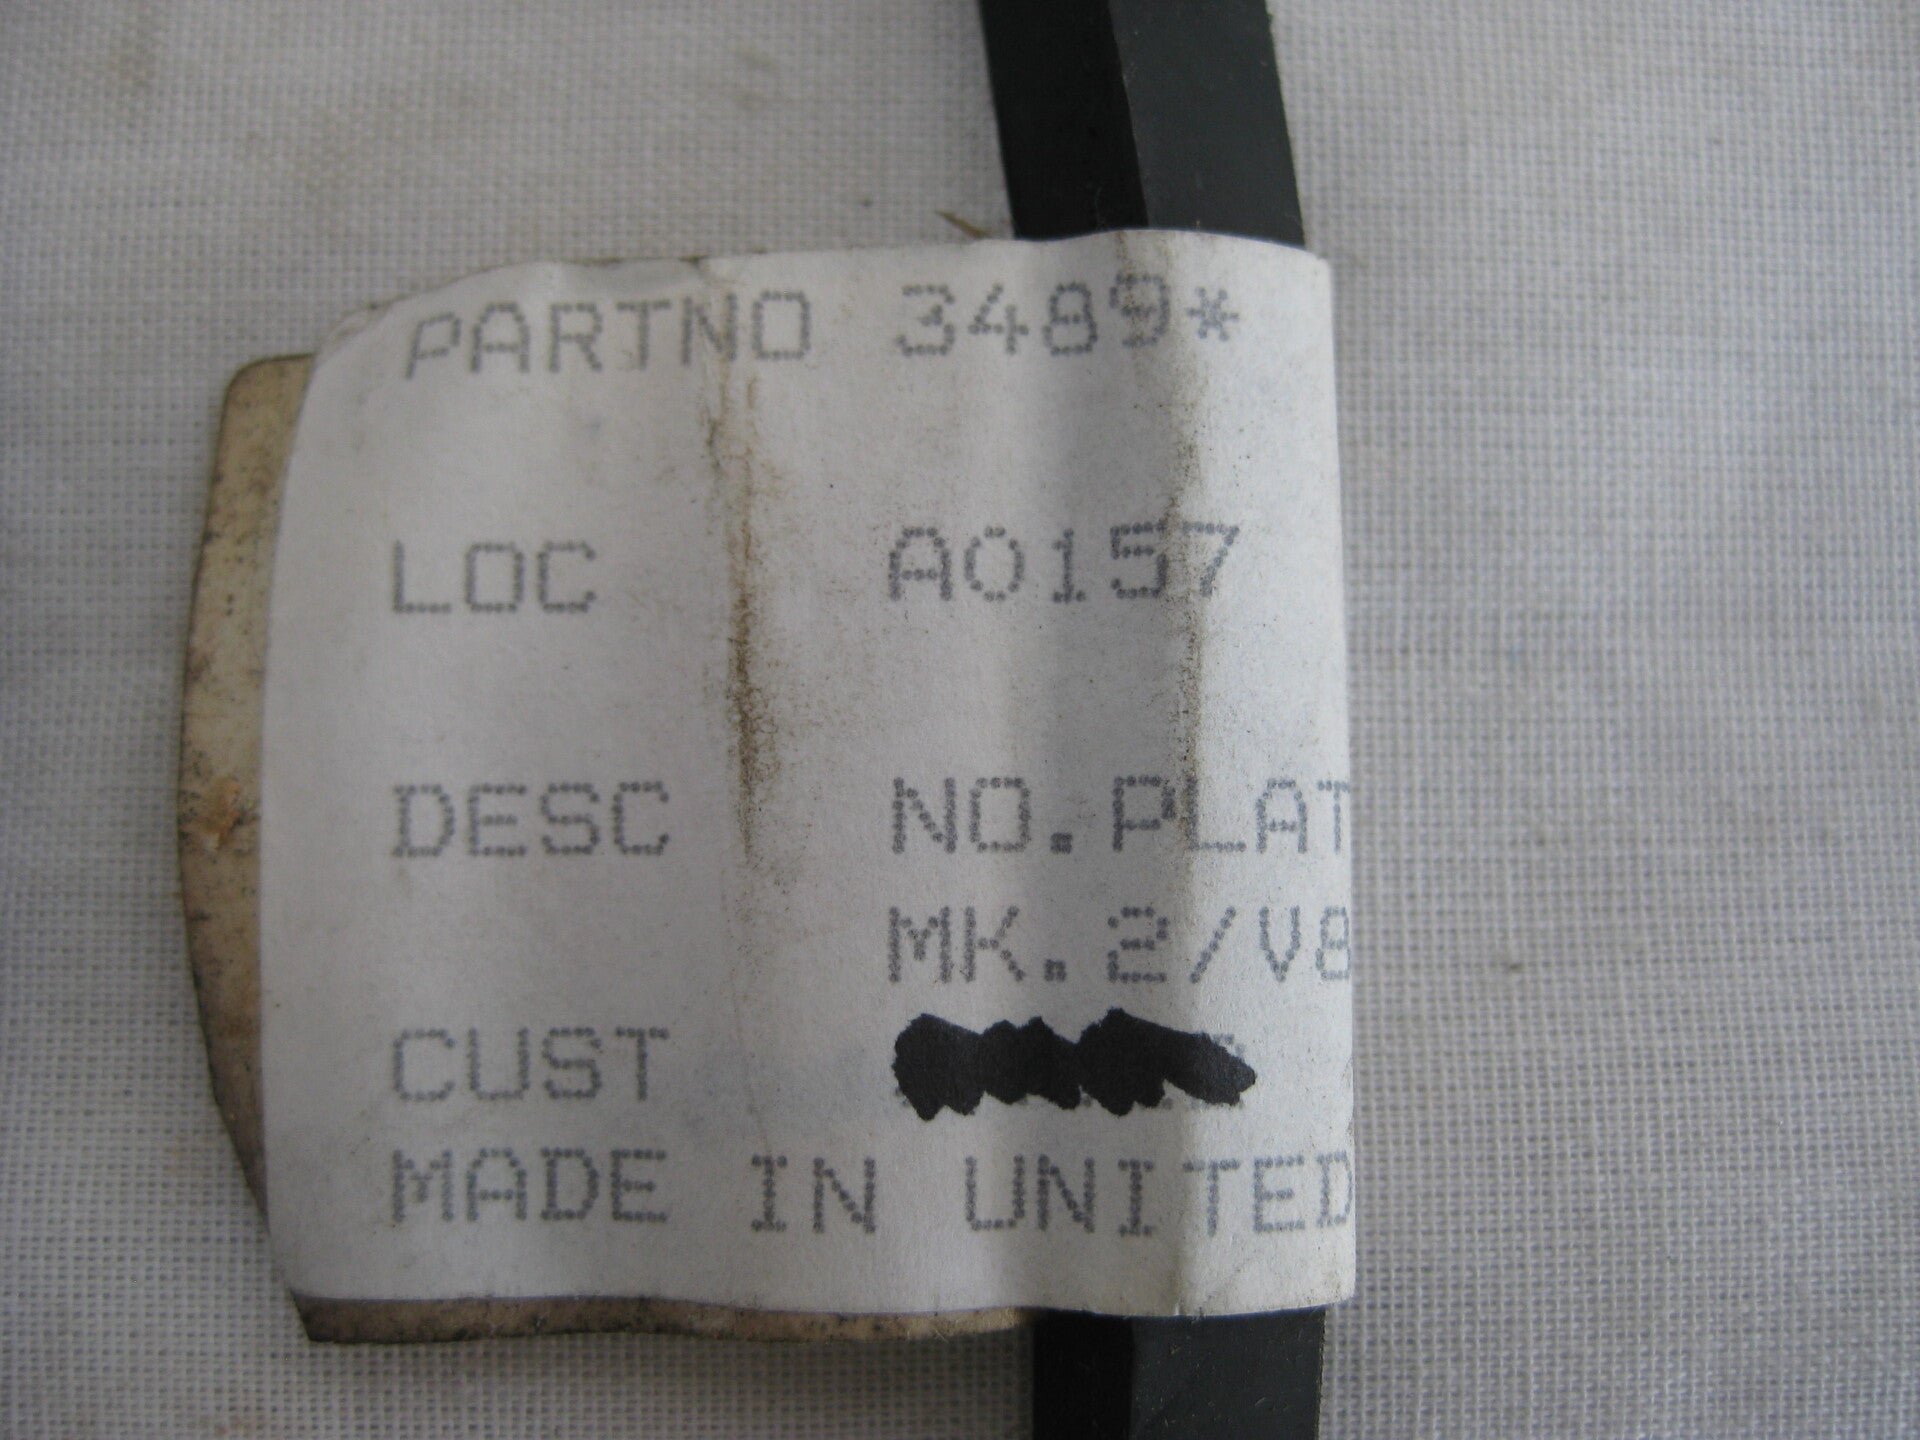 PARTNO 3489*
LOC A0157
DESC NO.PLAT
MK.2/V8
CUST
MADE IN UNITED